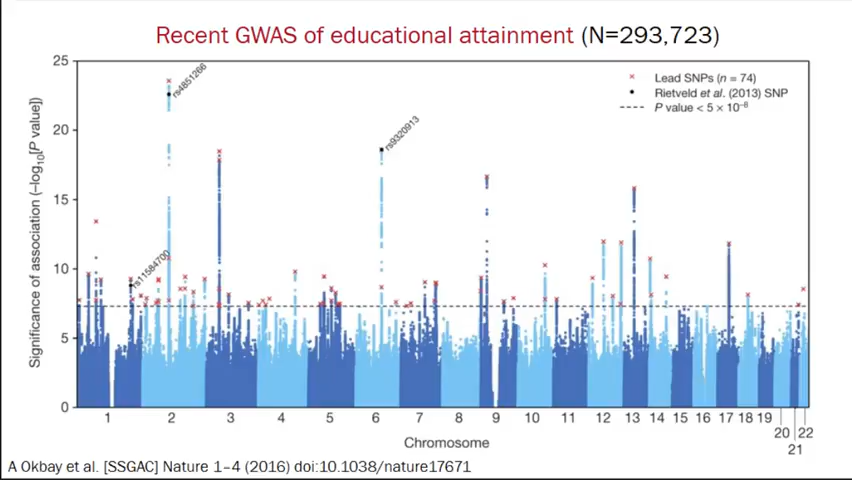 Recent GWAS of educational attainment (N=293,723)
25
20
15
10
5
0
Significance of association (–log10[P value])
rs4851266
rs9320913
rs11584700
Lead SNPs (n = 74)
Rietveld et al. (2013) SNP
P value < 5 × 10⁻⁸
1 2 3 4 5 6 7 8 9 10 11 12 13 14 15 16 17 18 19 20 21 22
Chromosome
A Okbay et al. [SSGAC] Nature 1–4 (2016) doi:10.1038/nature17671